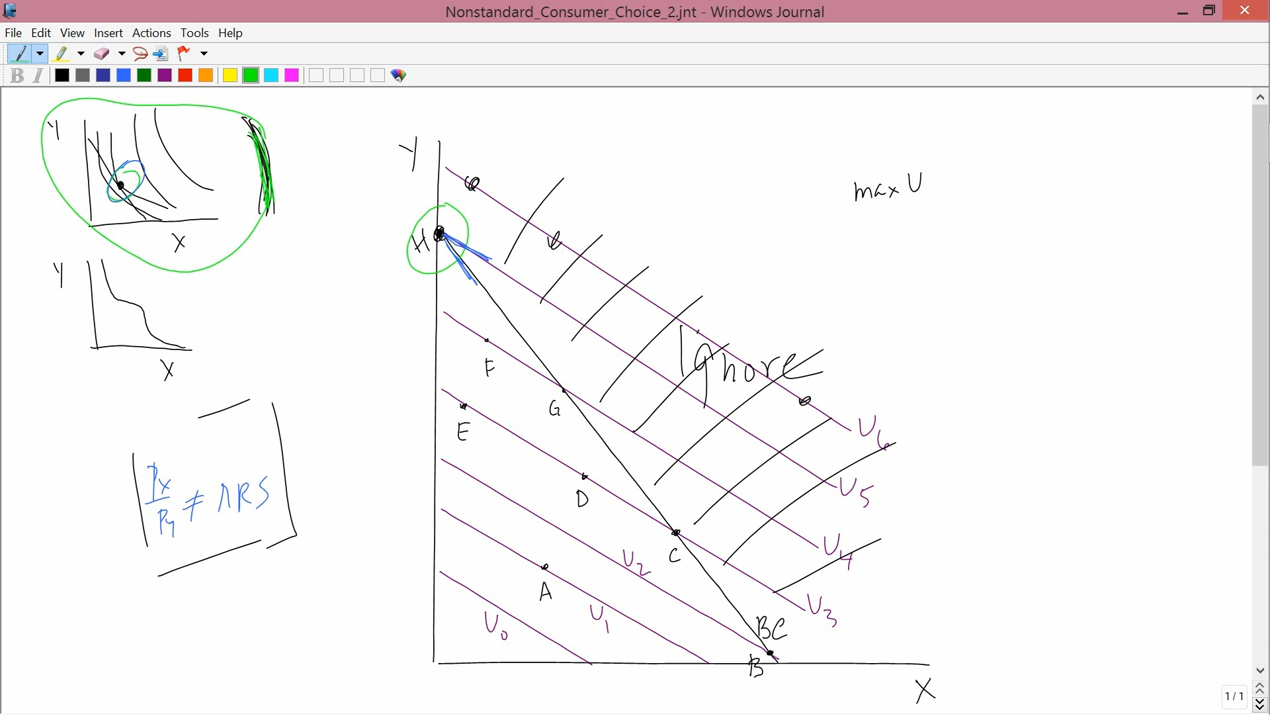 Nonstandard_Consumer_Choice_2.jnt - Windows Journal
File Edit View Insert Actions Tools Help
B I
Y
X
Y
X
Px/Py ≠ MRS
Y
max U
H
Ignore
F
G
E
D
C
A
BC
B
U0
U1
U2
U3
U4
U5
U6
X
1 / 1